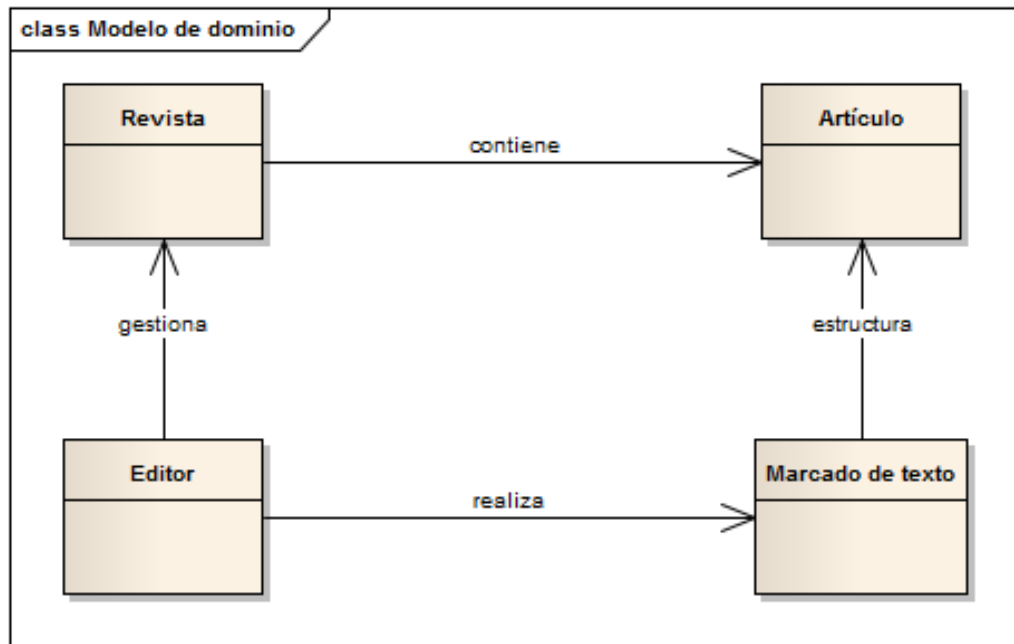 class Modelo de dominio
Revista
Artículo
contiene
gestiona
estructura
Editor
Marcado de texto
realiza